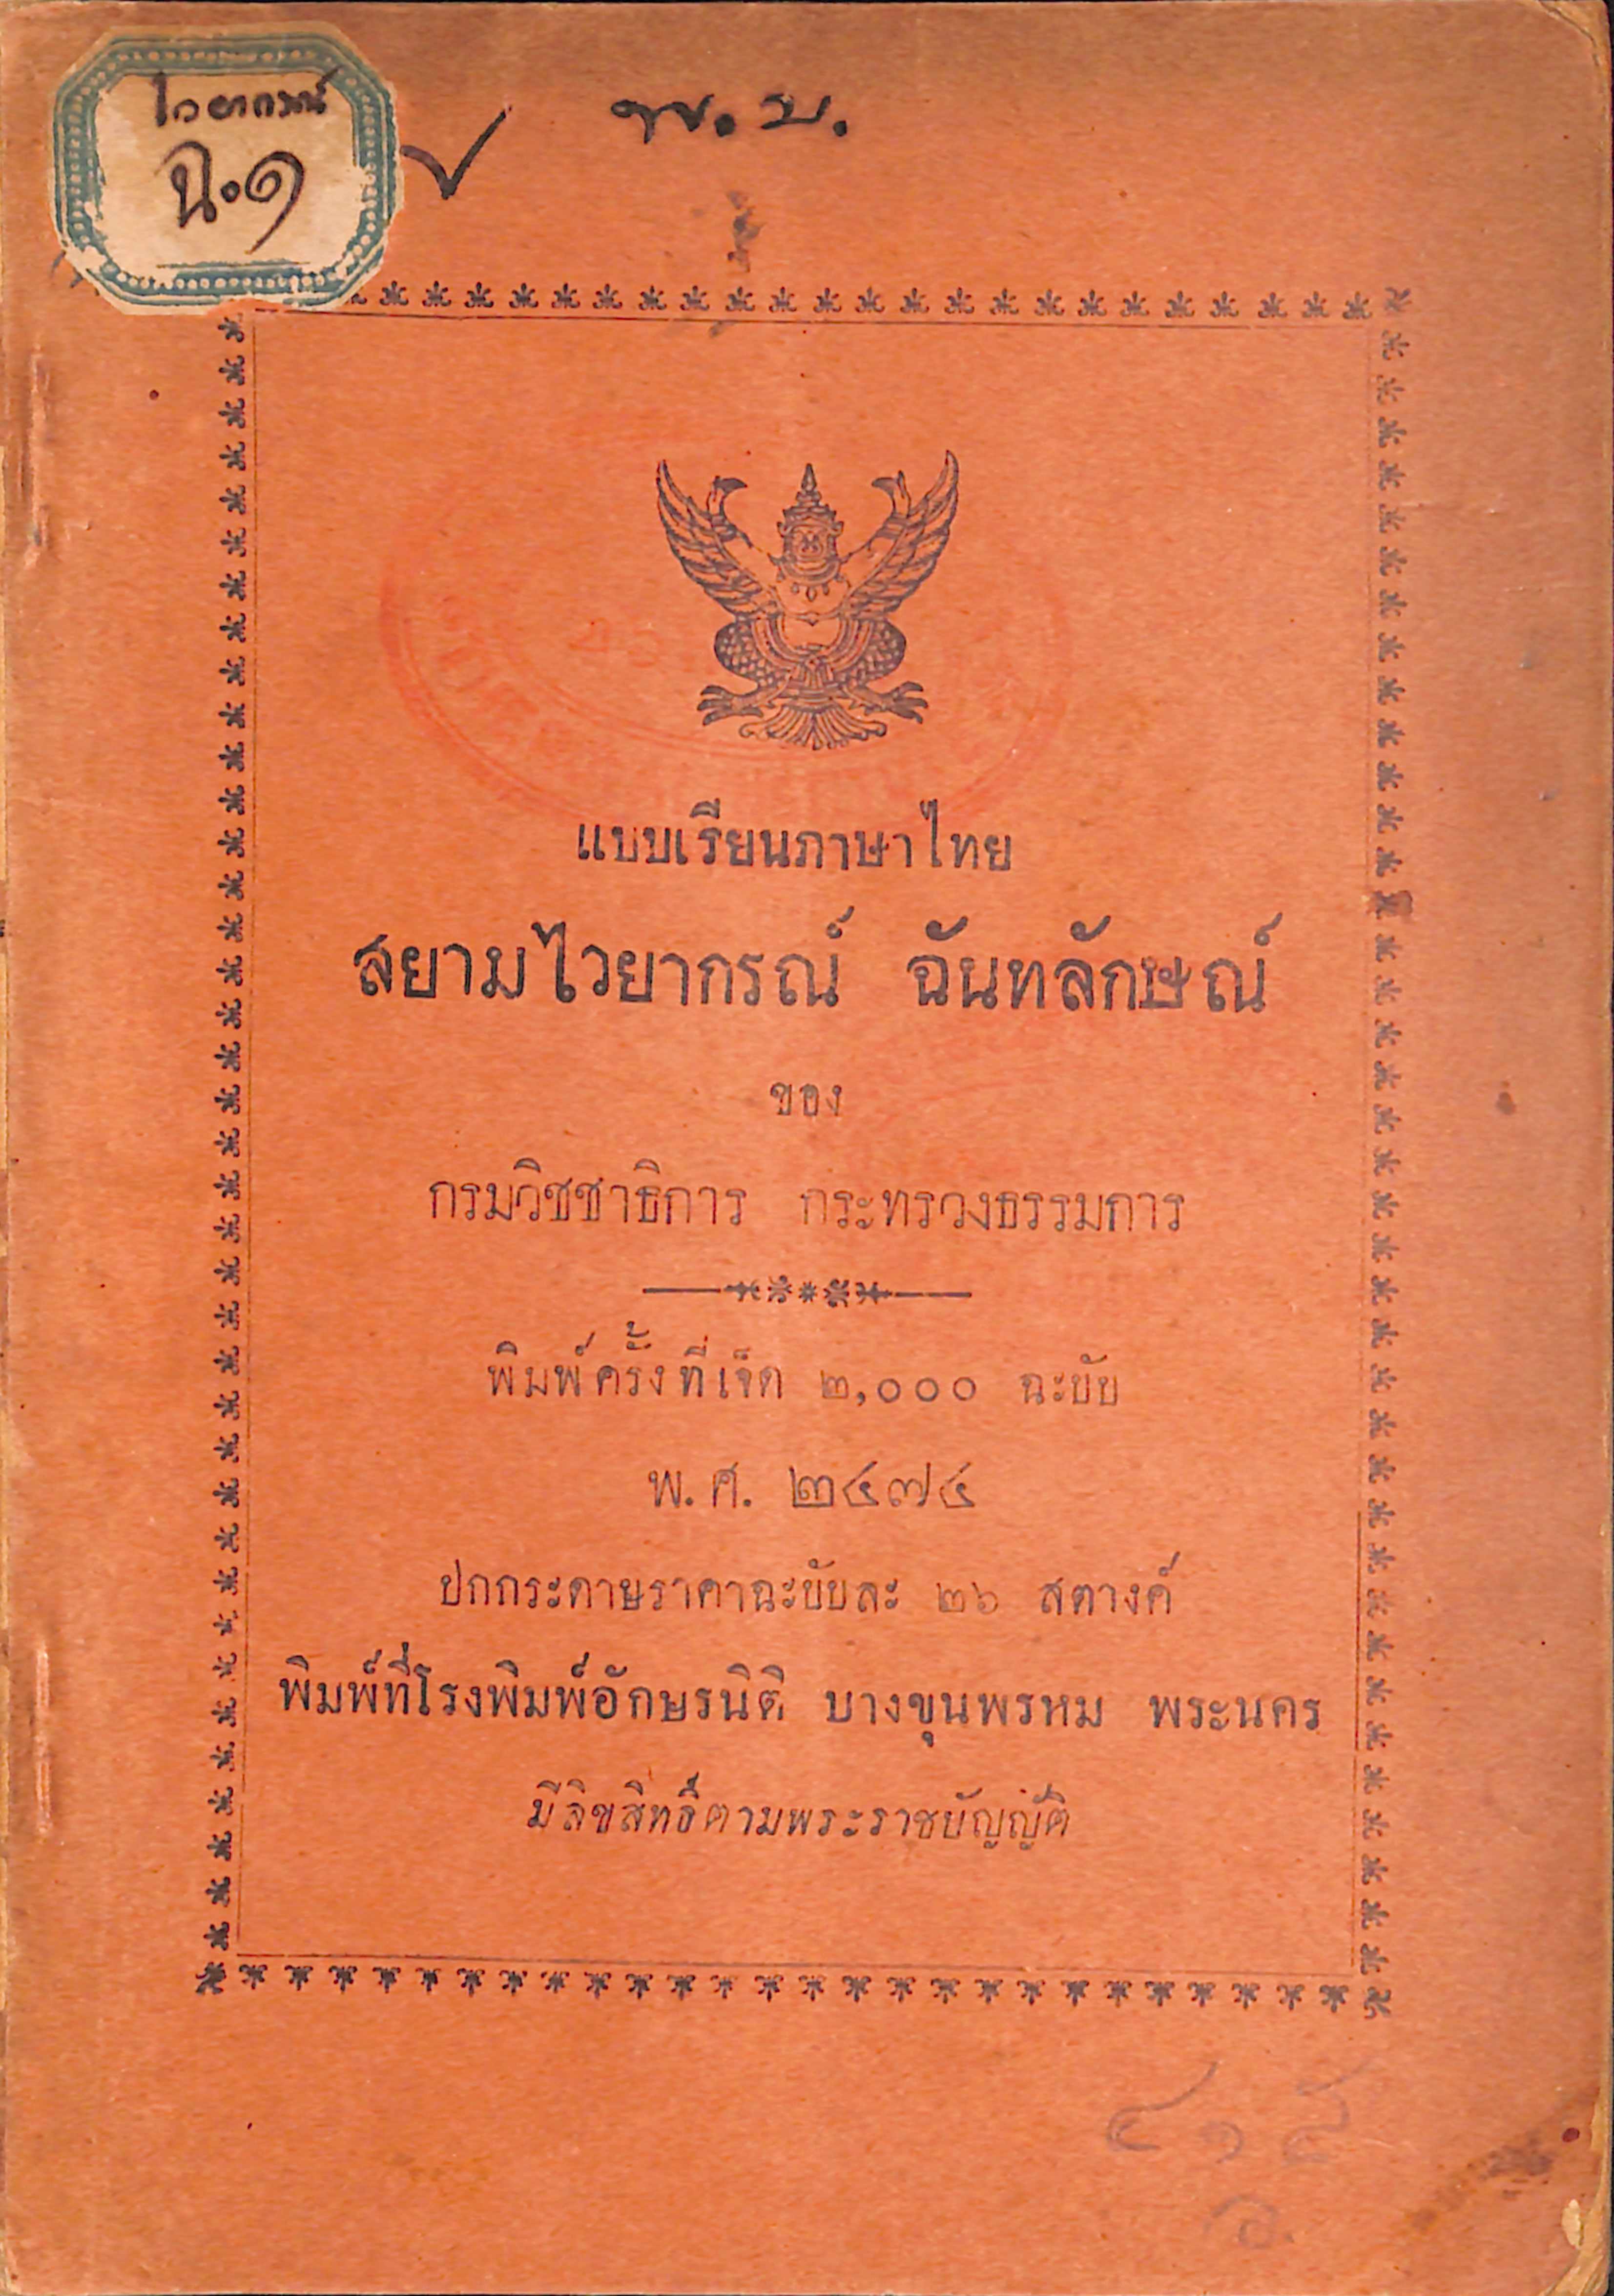 ไวยากรณ์
ฉ.๑
พ.บ.
แบบเรียนภาษาไทย
สยามไวยากรณ์ ฉันทลักษณ์
ของ
กรมวิชชาธิการ กระทรวงธรรมการ
พิมพ์ครั้งที่เจ็ด ๒,๐๐๐ ฉะบับ
พ.ศ. ๒๔๗๔
ปกกระดาษราคาฉะบับละ ๒๖ สตางค์
พิมพ์ที่โรงพิมพ์อักษรนิติ บางขุนพรหม พระนคร
มีลิขสิทธิ์ตามพระราชบัญญัติ